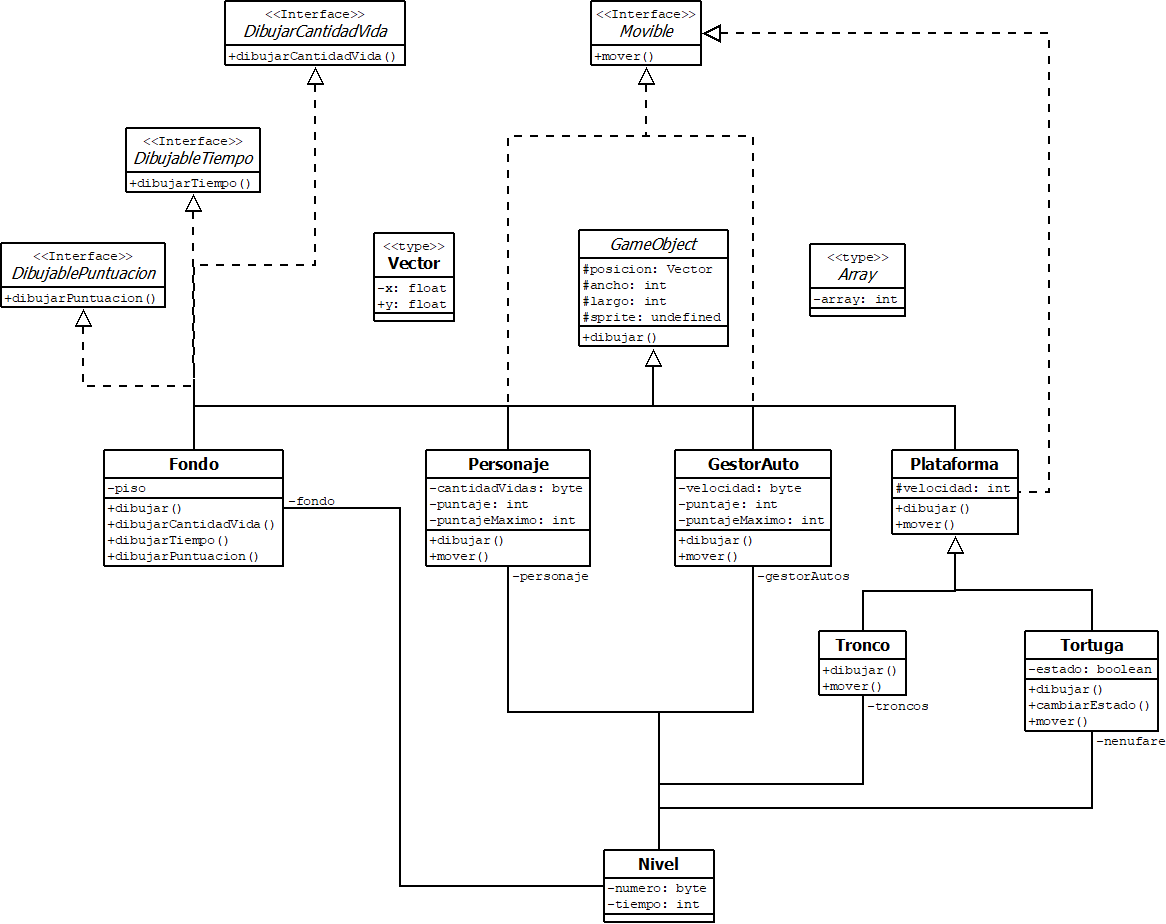 <<Interface>>
DibujarCantidadVida
+dibujarCantidadVida()
<<Interface>>
Movible
+mover()
<<Interface>>
DibujableTiempo
+dibujarTiempo()
<<Interface>>
DibujablePuntuacion
+dibujarPuntuacion()
<<type>>
Vector
-x: float
+y: float
GameObject
#posicion: Vector
#ancho: int
#largo: int
#sprite: undefined
+dibujar()
<<type>>
Array
-array: int
Fondo
-piso
+dibujar()
+dibujarCantidadVida()
+dibujarTiempo()
+dibujarPuntuacion()
-fondo
Personaje
-cantidadVidas: byte
-puntaje: int
-puntajeMaximo: int
+dibujar()
+mover()
-personaje
GestorAuto
-velocidad: byte
-puntaje: int
-puntajeMaximo: int
+dibujar()
+mover()
-gestorAutos
Plataforma
#velocidad: int
+dibujar()
+mover()
Tronco
+dibujar()
+mover()
-troncos
Tortuga
-estado: boolean
+dibujar()
+cambiarEstado()
+mover()
-nenufare
Nivel
-numero: byte
-tiempo: int